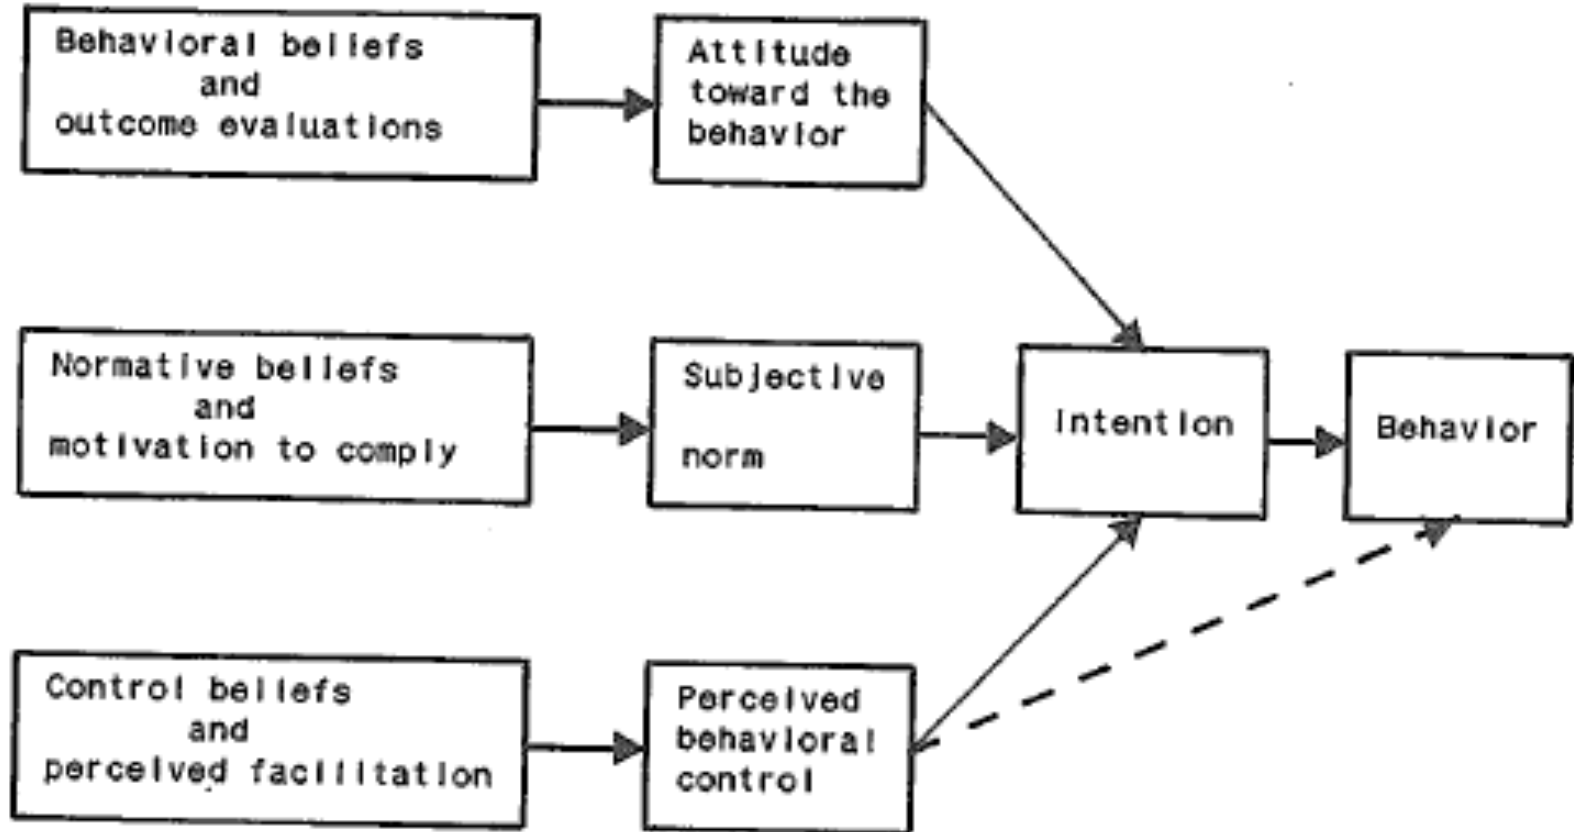 Behavioral beliefs
and
outcome evaluations
Attitude
toward the
behavior
Normative beliefs
and
motivation to comply
Subjective
norm
Intention
Behavior
Control beliefs
and
perceived facilitation
Perceived
behavioral
control